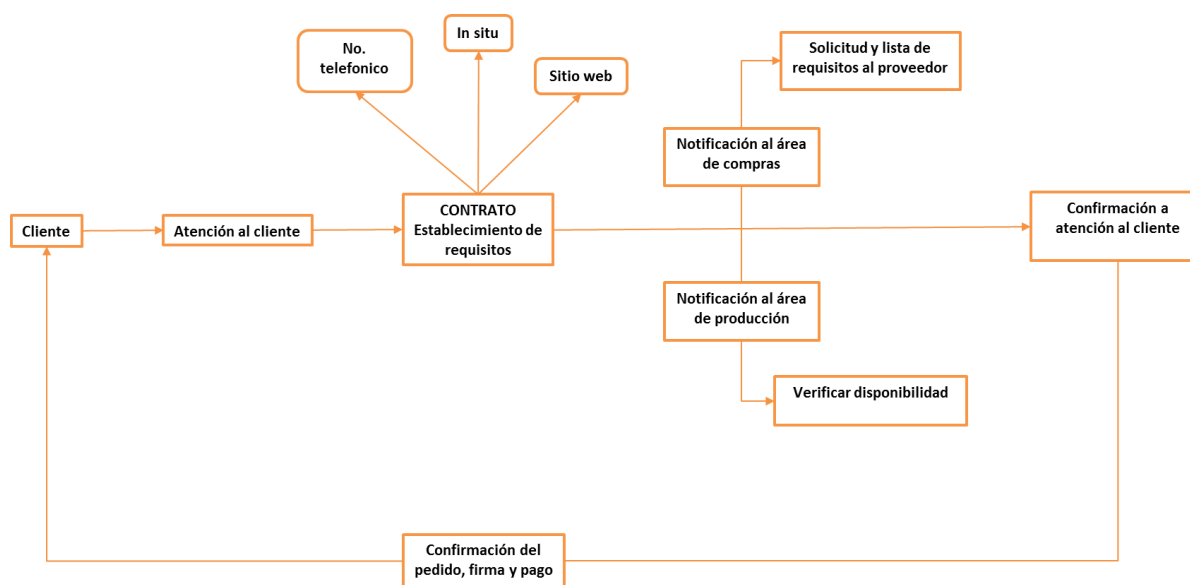 No.
telefonico
In situ
Sitio web
Solicitud y lista de
requisitos al proveedor
Notificación al área
de compras
Cliente
Atención al cliente
CONTRATO
Establecimiento de
requisitos
Confirmación a
atención al cliente
Notificación al área
de producción
Verificar disponibilidad
Confirmación del
pedido, firma y pago